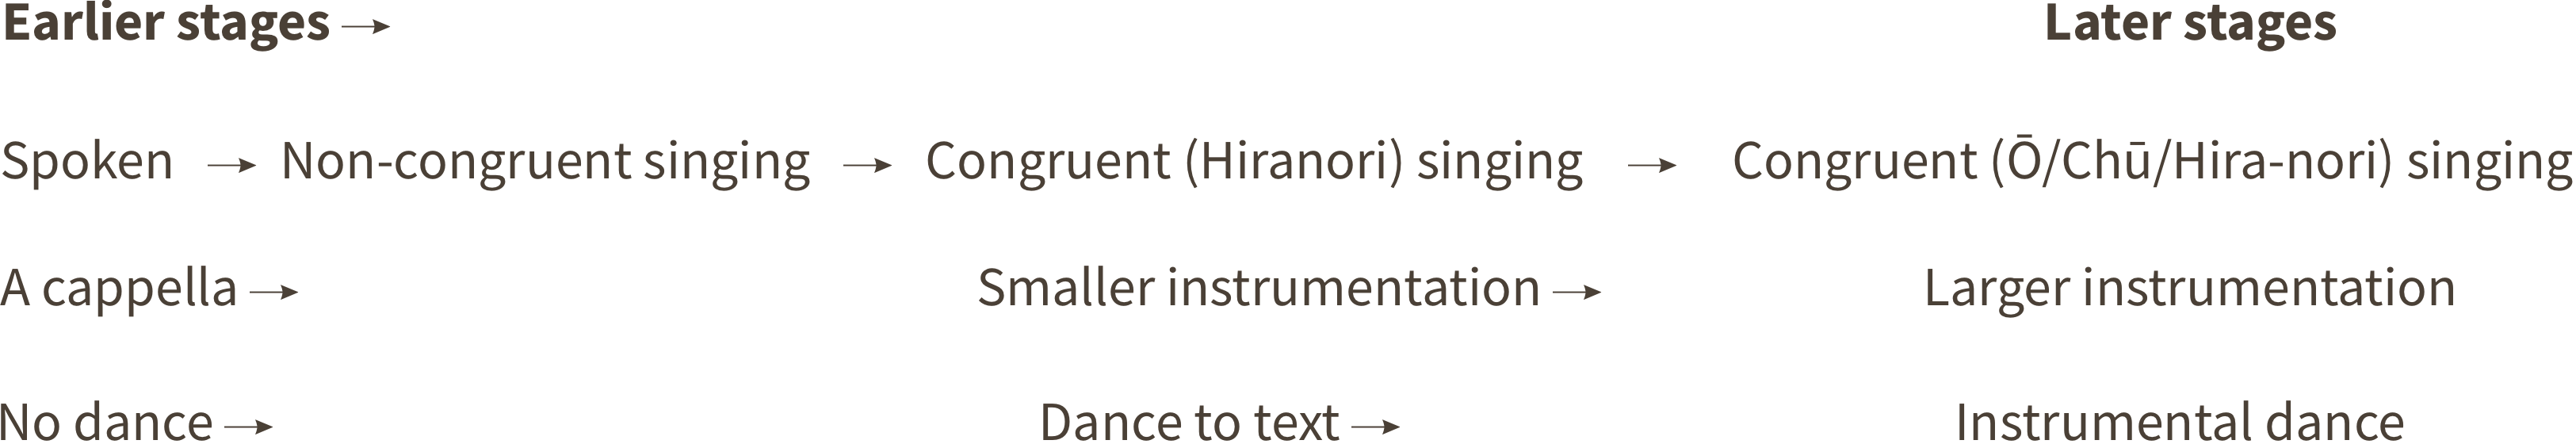 Earlier stages → Later stages
Spoken → Non-congruent singing → Congruent (Hiranori) singing → Congruent (Ō/Chū/Hira-nori) singing
A cappella → Smaller instrumentation → Larger instrumentation
No dance → Dance to text → Instrumental dance